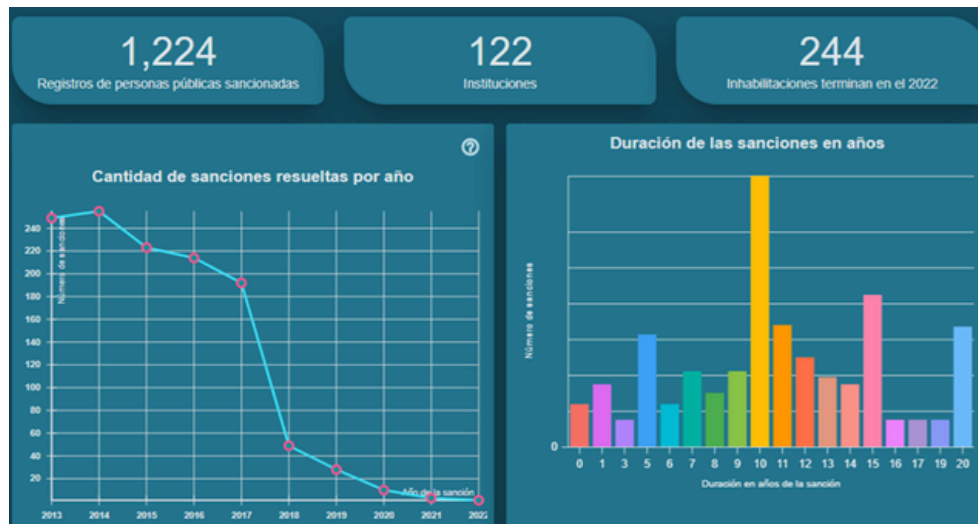 1,224
Registros de personas públicas sancionadas
122
Instituciones
244
Inhabilitaciones terminan en el 2022
Cantidad de sanciones resueltas por año
Número de sanciones
240
220
200
180
160
140
120
100
80
60
40
20
Año de la sanción
2013 2014 2015 2016 2017 2018 2019 2020 2021 2022
Duración de las sanciones en años
Número de sanciones
0
0 1 3 5 6 7 8 9 10 11 12 13 14 15 16 17 19 20
Duración en años de la sanción